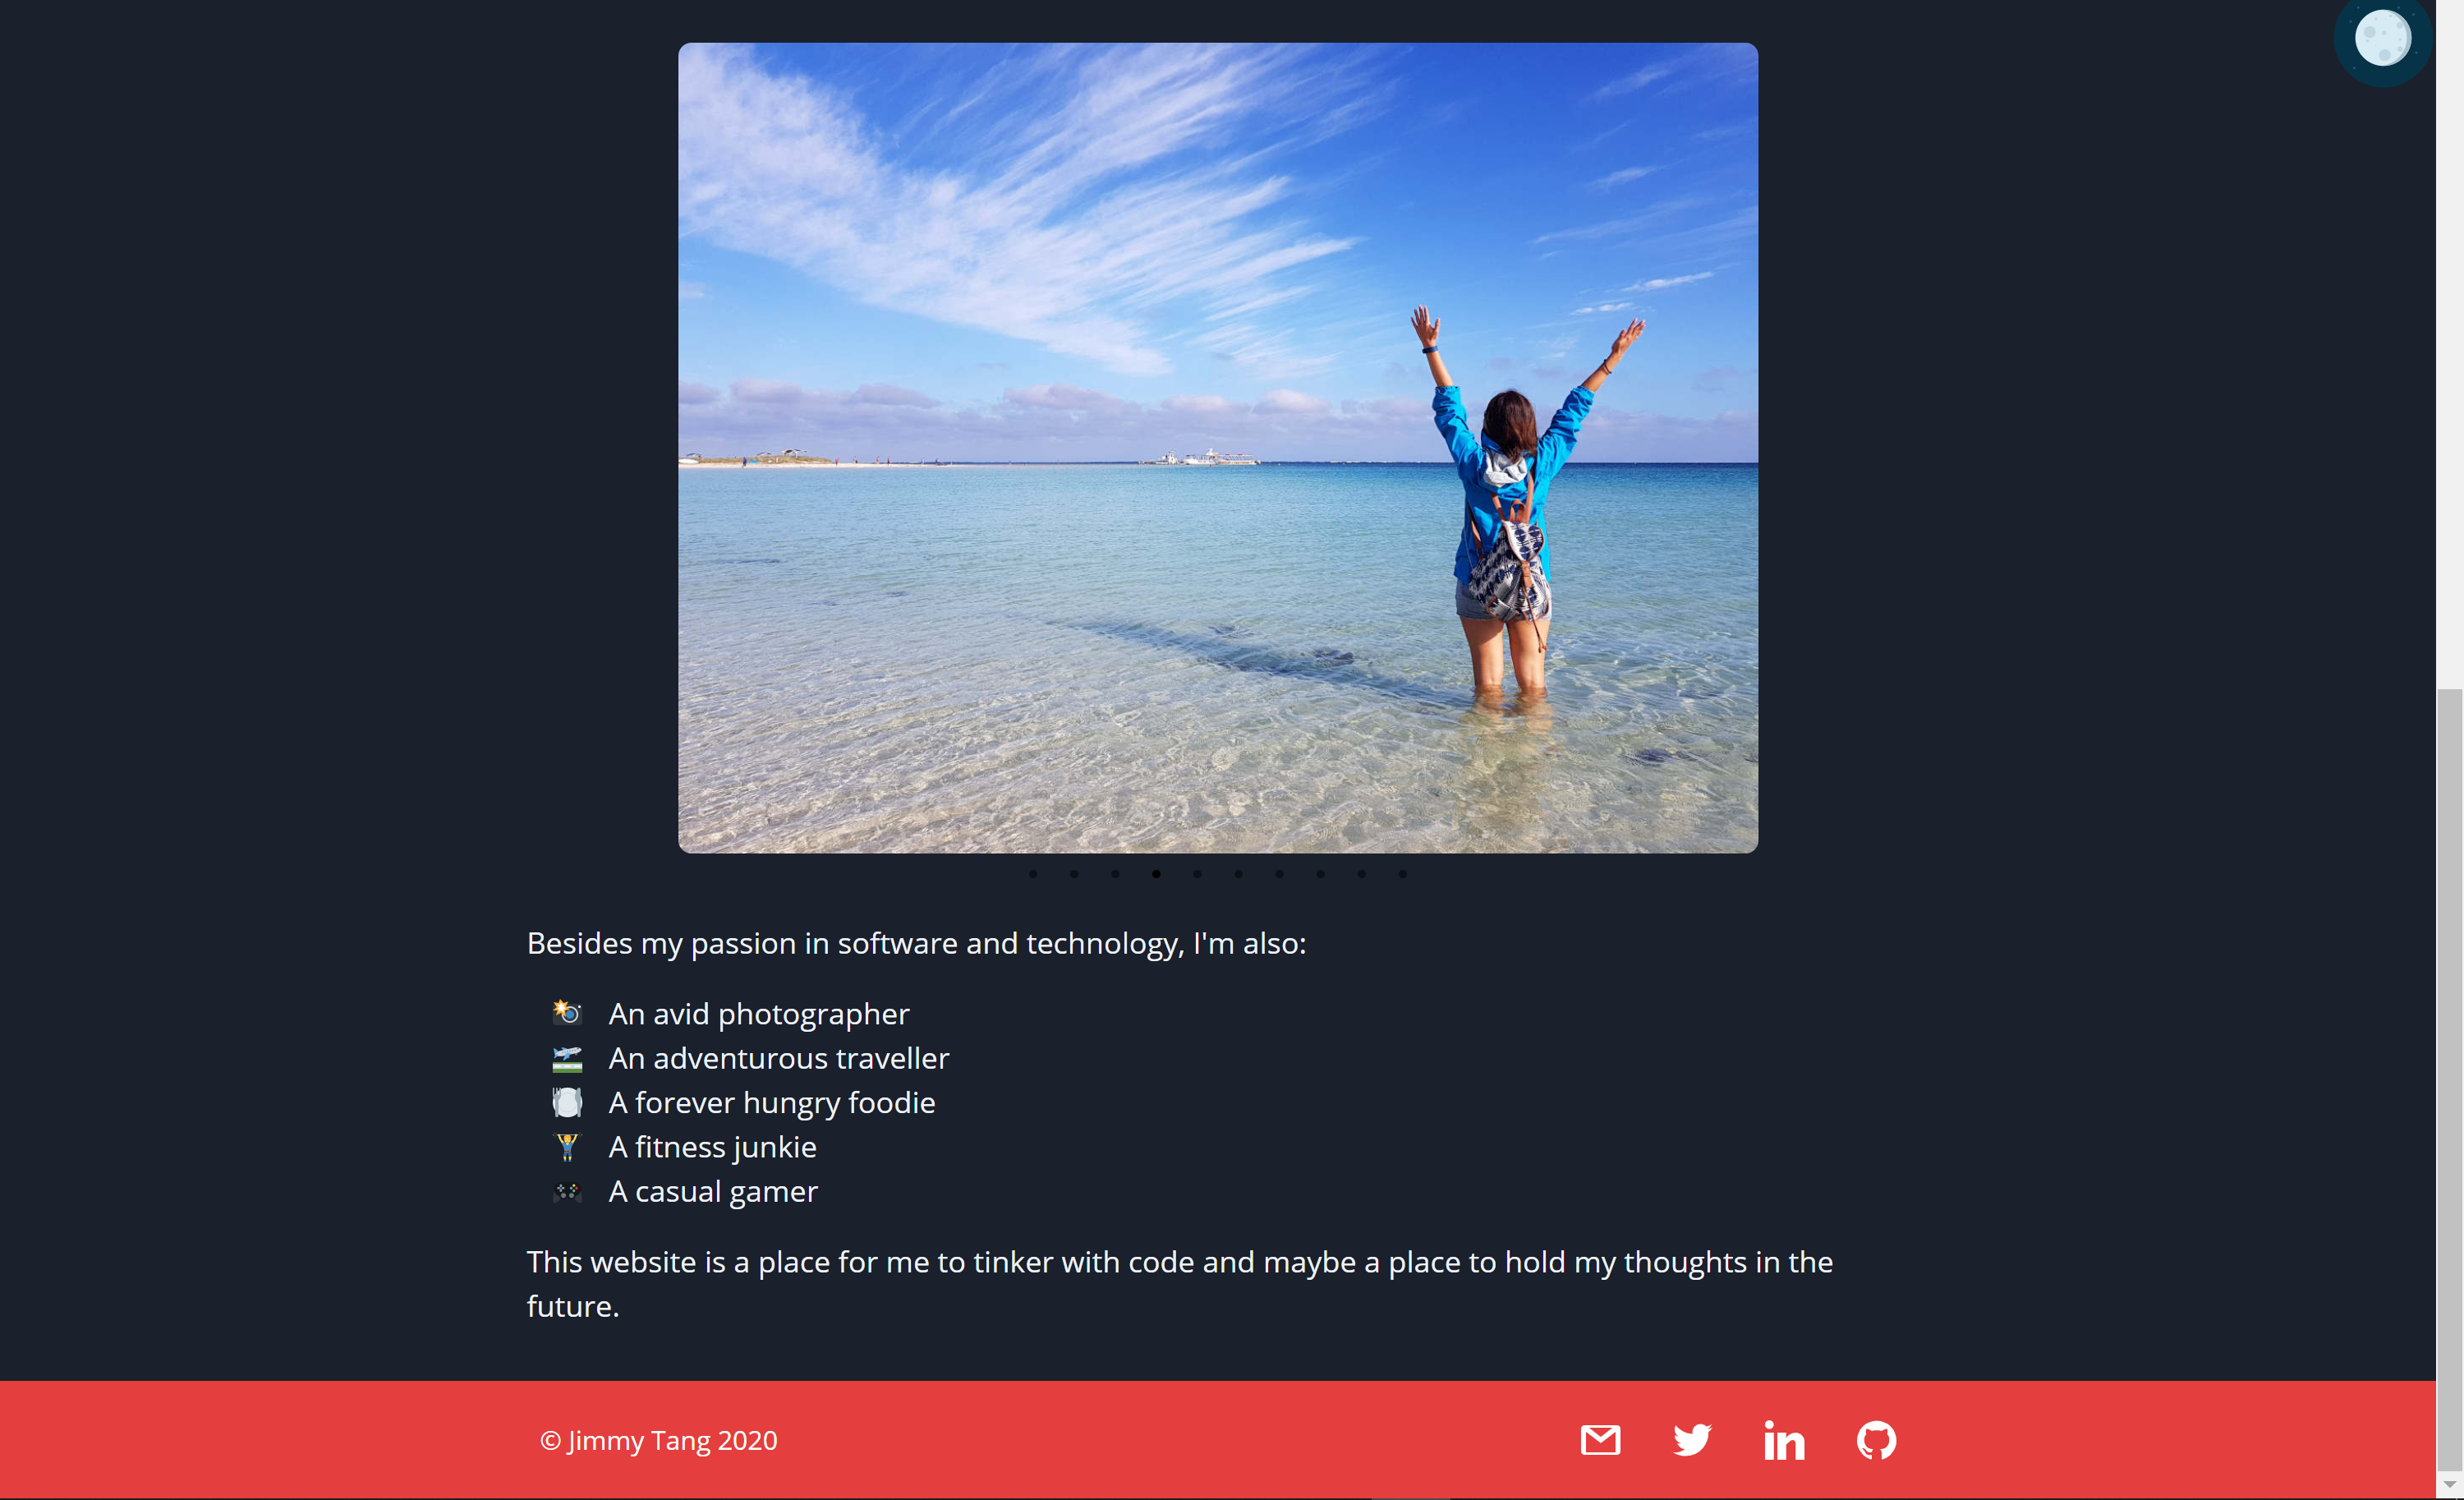 Besides my passion in software and technology, I'm also:
An avid photographer
An adventurous traveller
A forever hungry foodie
A fitness junkie
A casual gamer
This website is a place for me to tinker with code and maybe a place to hold my thoughts in the
future.
© Jimmy Tang 2020